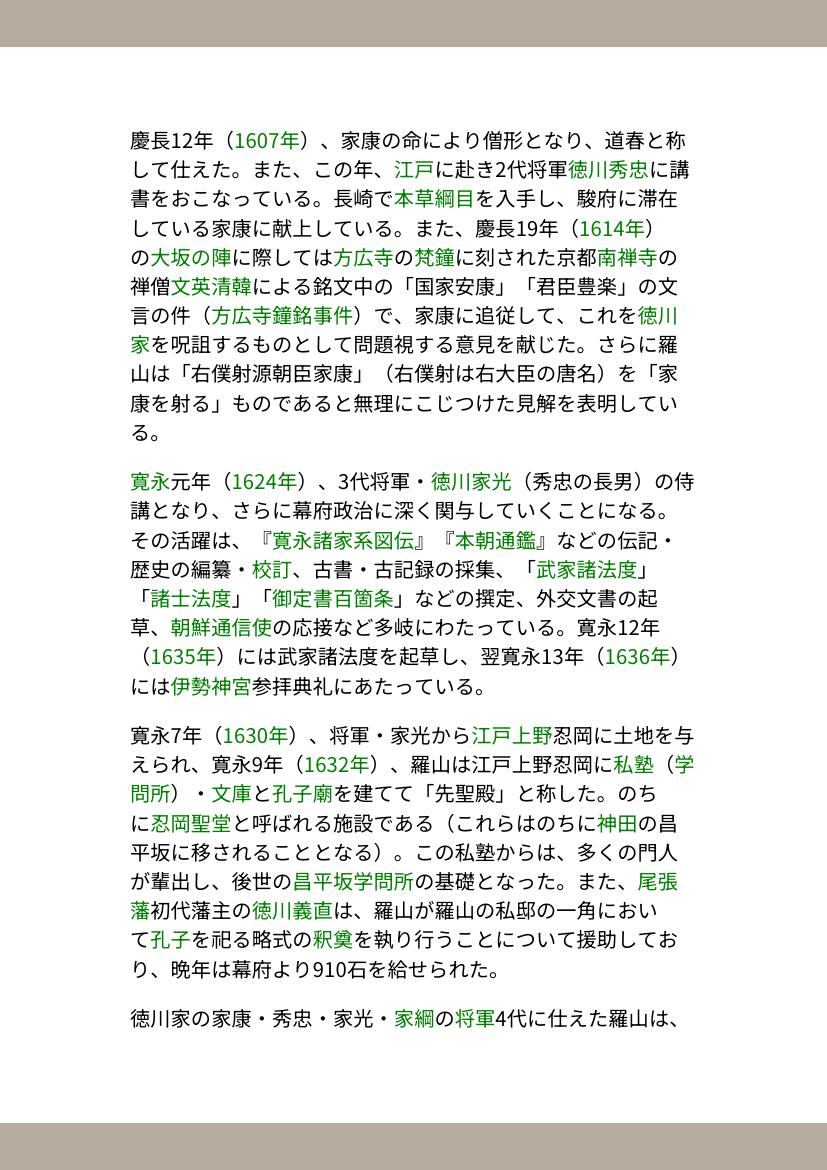 慶長12年（1607年）、家康の命により僧形となり、道春と称
して仕えた。また、この年、江戸に赴き2代将軍徳川秀忠に講
書をおこなっている。長崎で本草綱目を入手し、駿府に滞在
している家康に献上している。また、慶長19年（1614年）
の大坂の陣に際しては方広寺の梵鐘に刻された京都南禅寺の
禅僧文英清韓による銘文中の「国家安康」「君臣豊楽」の文
言の件（方広寺鐘銘事件）で、家康に追従して、これを徳川
家を呪詛するものとして問題視する意見を献じた。さらに羅
山は「右僕射源朝臣家康」（右僕射は右大臣の唐名）を「家
康を射る」ものであると無理にこじつけた見解を表明してい
る。
寛永元年（1624年）、3代将軍・徳川家光（秀忠の長男）の侍
講となり、さらに幕府政治に深く関与していくことになる。
その活躍は、『寛永諸家系図伝』『本朝通鑑』などの伝記・
歴史の編纂・校訂、古書・古記録の採集、「武家諸法度」
「諸士法度」「御定書百箇条」などの撰定、外交文書の起
草、朝鮮通信使の応接など多岐にわたっている。寛永12年
（1635年）には武家諸法度を起草し、翌寛永13年（1636年）
には伊勢神宮参拝典礼にあたっている。
寛永7年（1630年）、将軍・家光から江戸上野忍岡に土地を与
えられ、寛永9年（1632年）、羅山は江戸上野忍岡に私塾（学
問所）・文庫と孔子廟を建てて「先聖殿」と称した。のち
に忍岡聖堂と呼ばれる施設である（これらはのちに神田の昌
平坂に移されることとなる）。この私塾からは、多くの門人
が輩出し、後世の昌平坂学問所の基礎となった。また、尾張
藩初代藩主の徳川義直は、羅山が羅山の私邸の一角におい
て孔子を祀る略式の釈奠を執り行うことについて援助してお
り、晩年は幕府より910石を給せられた。
徳川家の家康・秀忠・家光・家綱の将軍4代に仕えた羅山は、